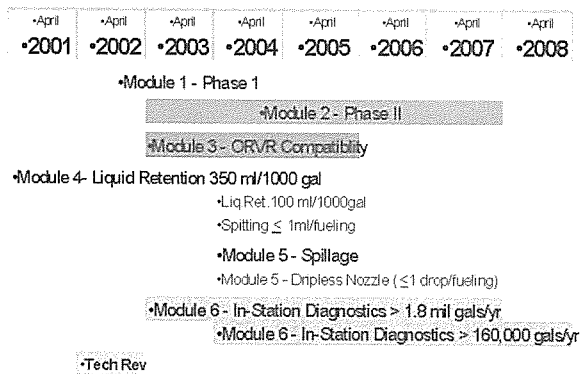 •April •April •April •April •April •April •April •April
•2001 •2002 •2003 •2004 •2005 •2006 •2007 •2008
•Module 1 - Phase 1
•Module 2 - Phase II
•Module 3 - ORVR Compatiblity
•Module 4- Liquid Retention 350 ml/1000 gal
•Liq Ret. 100 ml/1000gal
•Spitting ≤ 1ml/fueling
•Module 5 - Spillage
•Module 5 - Dripless Nozzle ( ≤1 drop/fueling)
•Module 6 - In-Station Diagnostics > 1.8 mil gals/yr
•Module 6 - In-Station Diagnostics > 160,000 gals/yr
•Tech Rev